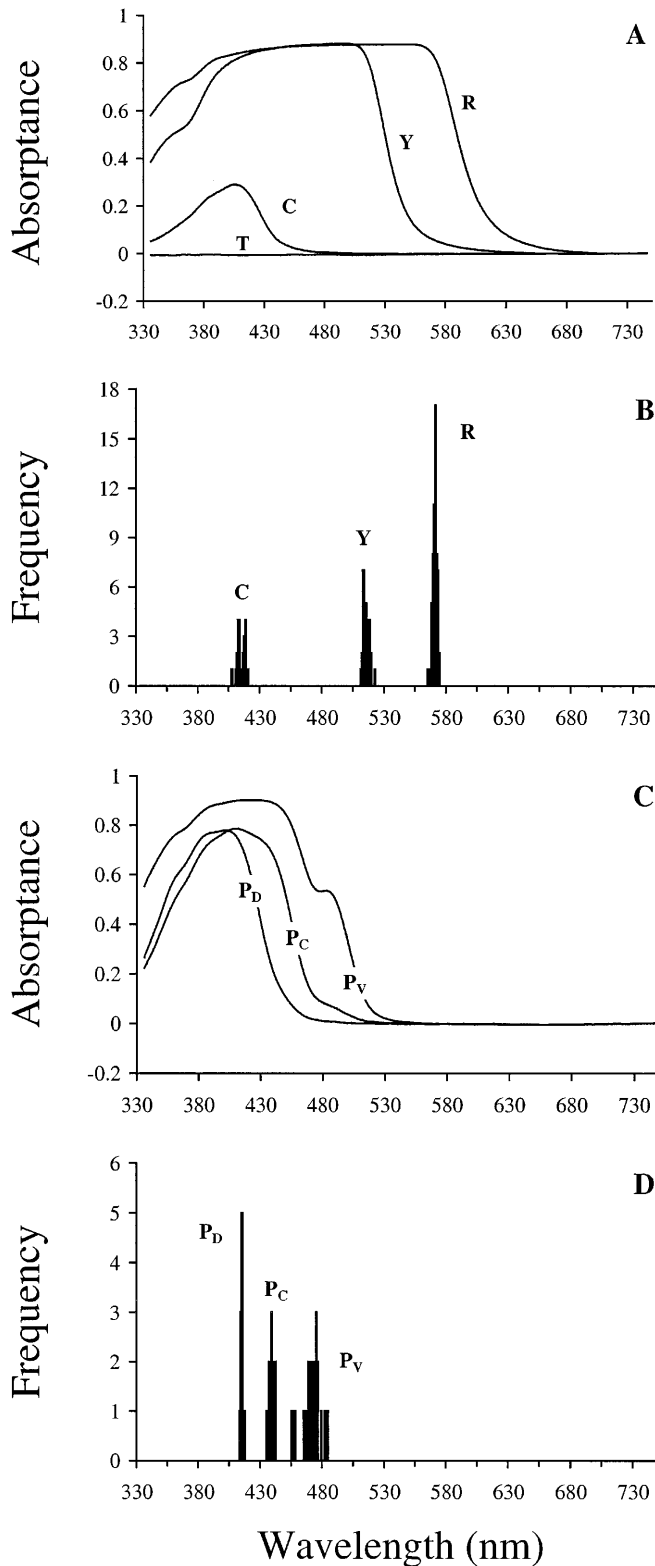 A
Absorptance
1
0.8
0.6
0.4
0.2
0
-0.2
R
Y
C
T
330 380 430 480 530 580 630 680 730
B
Frequency
18
15
12
9
6
3
0
R
Y
C
330 380 430 480 530 580 630 680 730
C
Absorptance
1
0.8
0.6
0.4
0.2
0
-0.2
PD
PC
PV
330 380 430 480 530 580 630 680 730
D
Frequency
6
5
4
3
2
1
0
PD
PC
PV
330 380 430 480 530 580 630 680 730
Wavelength (nm)